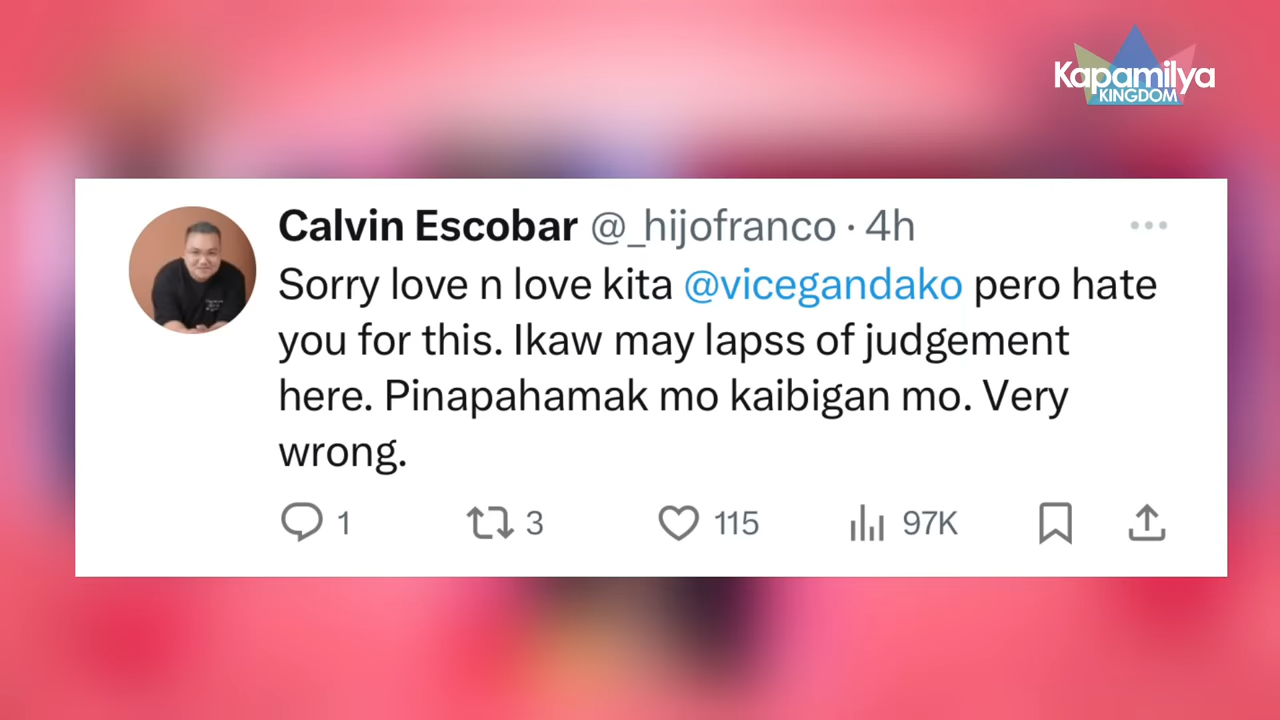 Kapamilya
KINGDOM
Calvin Escobar @_hijofranco · 4h
Sorry love n love kita @vicegandako pero hate
you for this. Ikaw may lapss of judgement
here. Pinapahamak mo kaibigan mo. Very
wrong.
1 3 115 97K